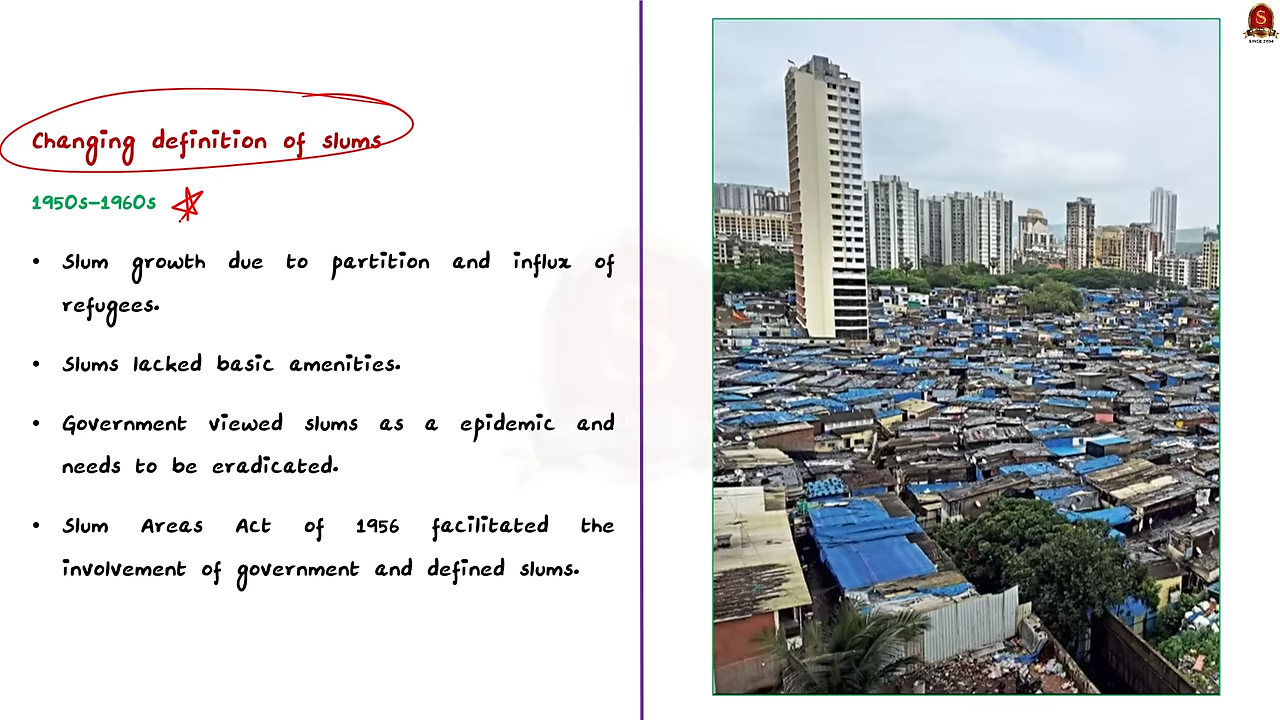 Changing definition of slums
1950s-1960s
• Slum growth due to partition and influx of
refugees.
• Slums lacked basic amenities.
• Government viewed slums as a epidemic and
needs to be eradicated.
• Slum Areas Act of 1956 facilitated the
involvement of government and defined slums.
S
SINCE 2004